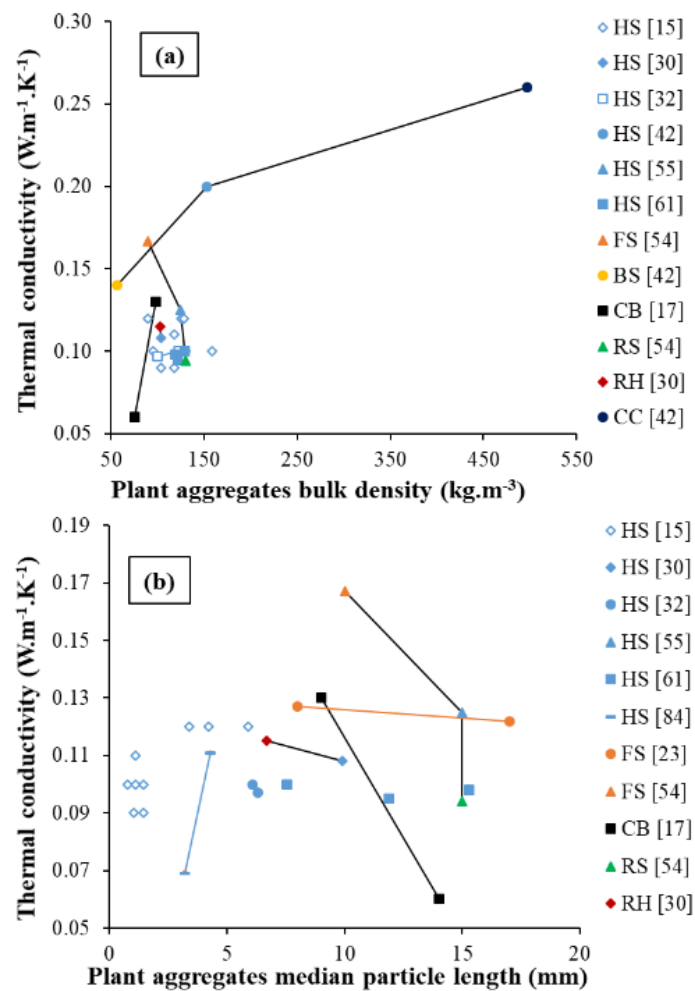 (a)
Thermal conductivity (W.m⁻¹.K⁻¹)
0.30
0.25
0.20
0.15
0.10
0.05
50
150
250
350
450
550
Plant aggregates bulk density (kg.m⁻³)
HS [15]
HS [30]
HS [32]
HS [42]
HS [55]
HS [61]
FS [54]
BS [42]
CB [17]
RS [54]
RH [30]
CC [42]
(b)
Thermal conductivity (W.m⁻¹.K⁻¹)
0.19
0.17
0.15
0.13
0.11
0.09
0.07
0.05
0
5
10
15
20
Plant aggregates median particle length (mm)
HS [15]
HS [30]
HS [32]
HS [55]
HS [61]
HS [84]
FS [23]
FS [54]
CB [17]
RS [54]
RH [30]